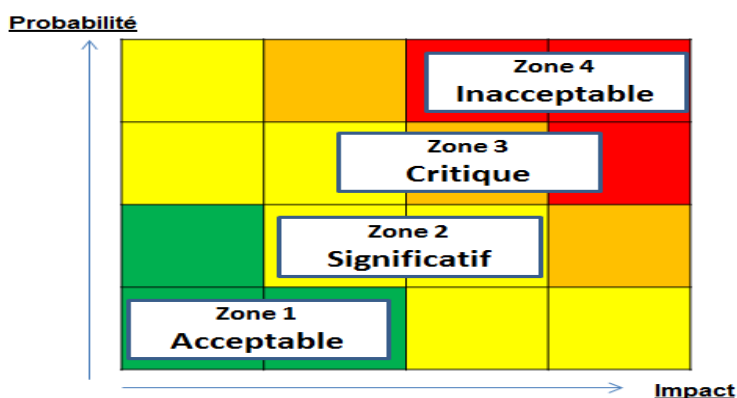 Probabilité
Zone 4
Inacceptable
Zone 3
Critique
Zone 2
Significatif
Zone 1
Acceptable
Impact